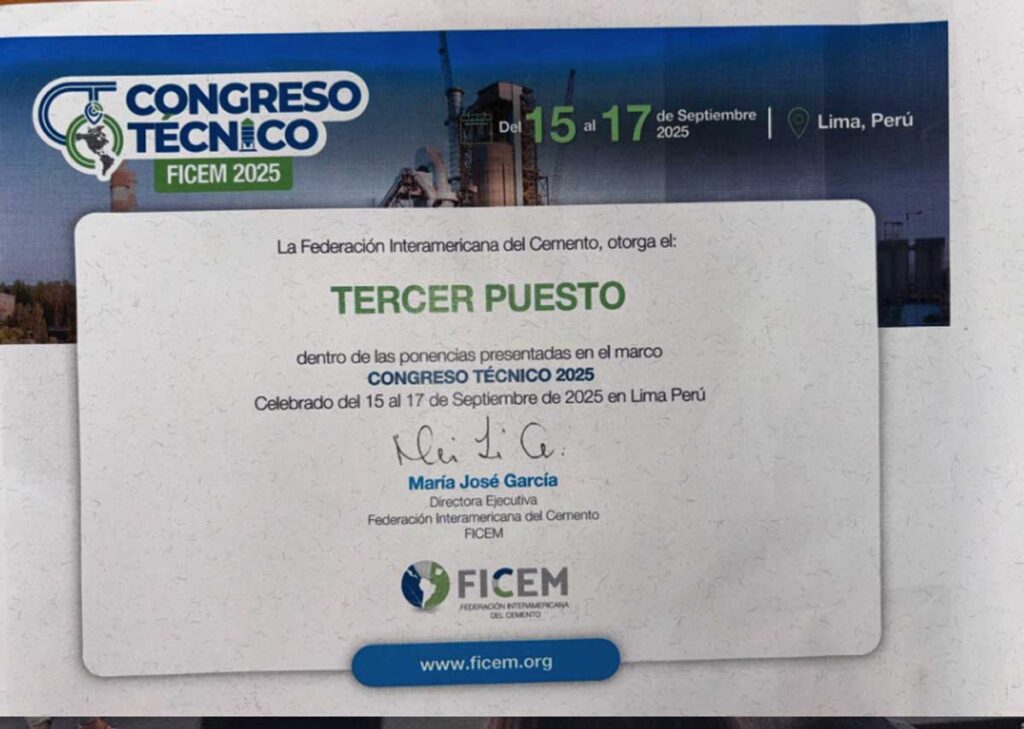 CONGRESO
TÉCNICO
FICEM 2025
Del 15 al 17 de Septiembre 2025 | Lima, Perú
La Federación Interamericana del Cemento, otorga el:
TERCER PUESTO
dentro de las ponencias presentadas en el marco
CONGRESO TÉCNICO 2025
Celebrado del 15 al 17 de Septiembre de 2025 en Lima Perú
María José García
Directora Ejecutiva
Federación Interamericana del Cemento
FICEM
FICEM
FEDERACIÓN INTERAMERICANA
DEL CEMENTO
www.ficem.org